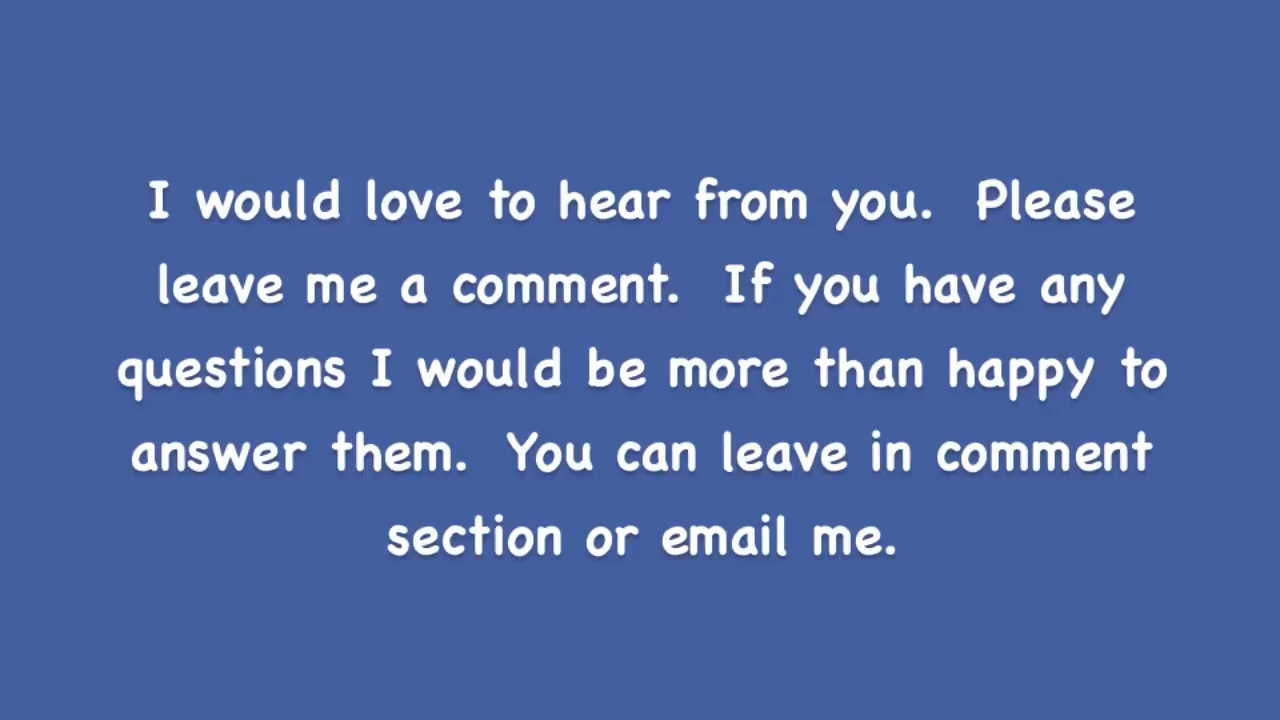 I would love to hear from you.  Please
leave me a comment.  If you have any
questions I would be more than happy to
answer them.  You can leave in comment
section or email me.